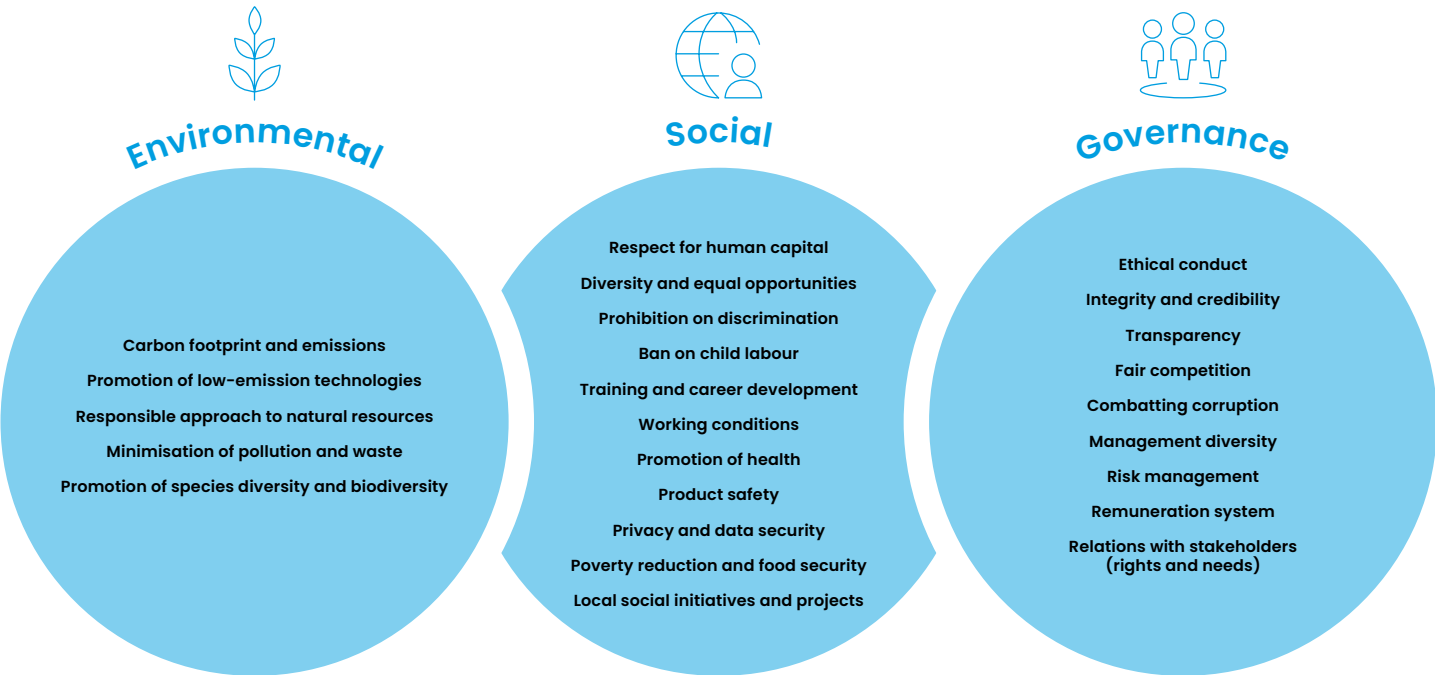 Environmental
Carbon footprint and emissions
Promotion of low-emission technologies
Responsible approach to natural resources
Minimisation of pollution and waste
Promotion of species diversity and biodiversity
Social
Respect for human capital
Diversity and equal opportunities
Prohibition on discrimination
Ban on child labour
Training and career development
Working conditions
Promotion of health
Product safety
Privacy and data security
Poverty reduction and food security
Local social initiatives and projects
Governance
Ethical conduct
Integrity and credibility
Transparency
Fair competition
Combatting corruption
Management diversity
Risk management
Remuneration system
Relations with stakeholders
(rights and needs)